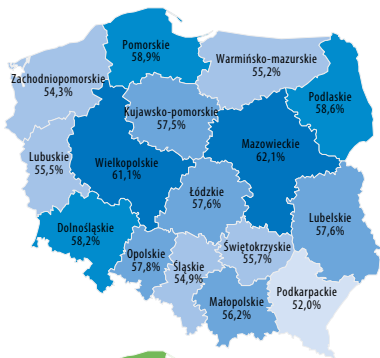 Pomorskie
58,9%
Warmińsko-mazurskie
55,2%
Zachodniopomorskie
54,3%
Podlaskie
58,6%
Kujawsko-pomorskie
57,5%
Mazowieckie
62,1%
Lubuskie
55,5%
Wielkopolskie
61,1%
Łódzkie
57,6%
Lubelskie
57,6%
Dolnośląskie
58,2%
Opolskie
57,8%
Śląskie
54,9%
Świętokrzyskie
55,7%
Małopolskie
56,2%
Podkarpackie
52,0%